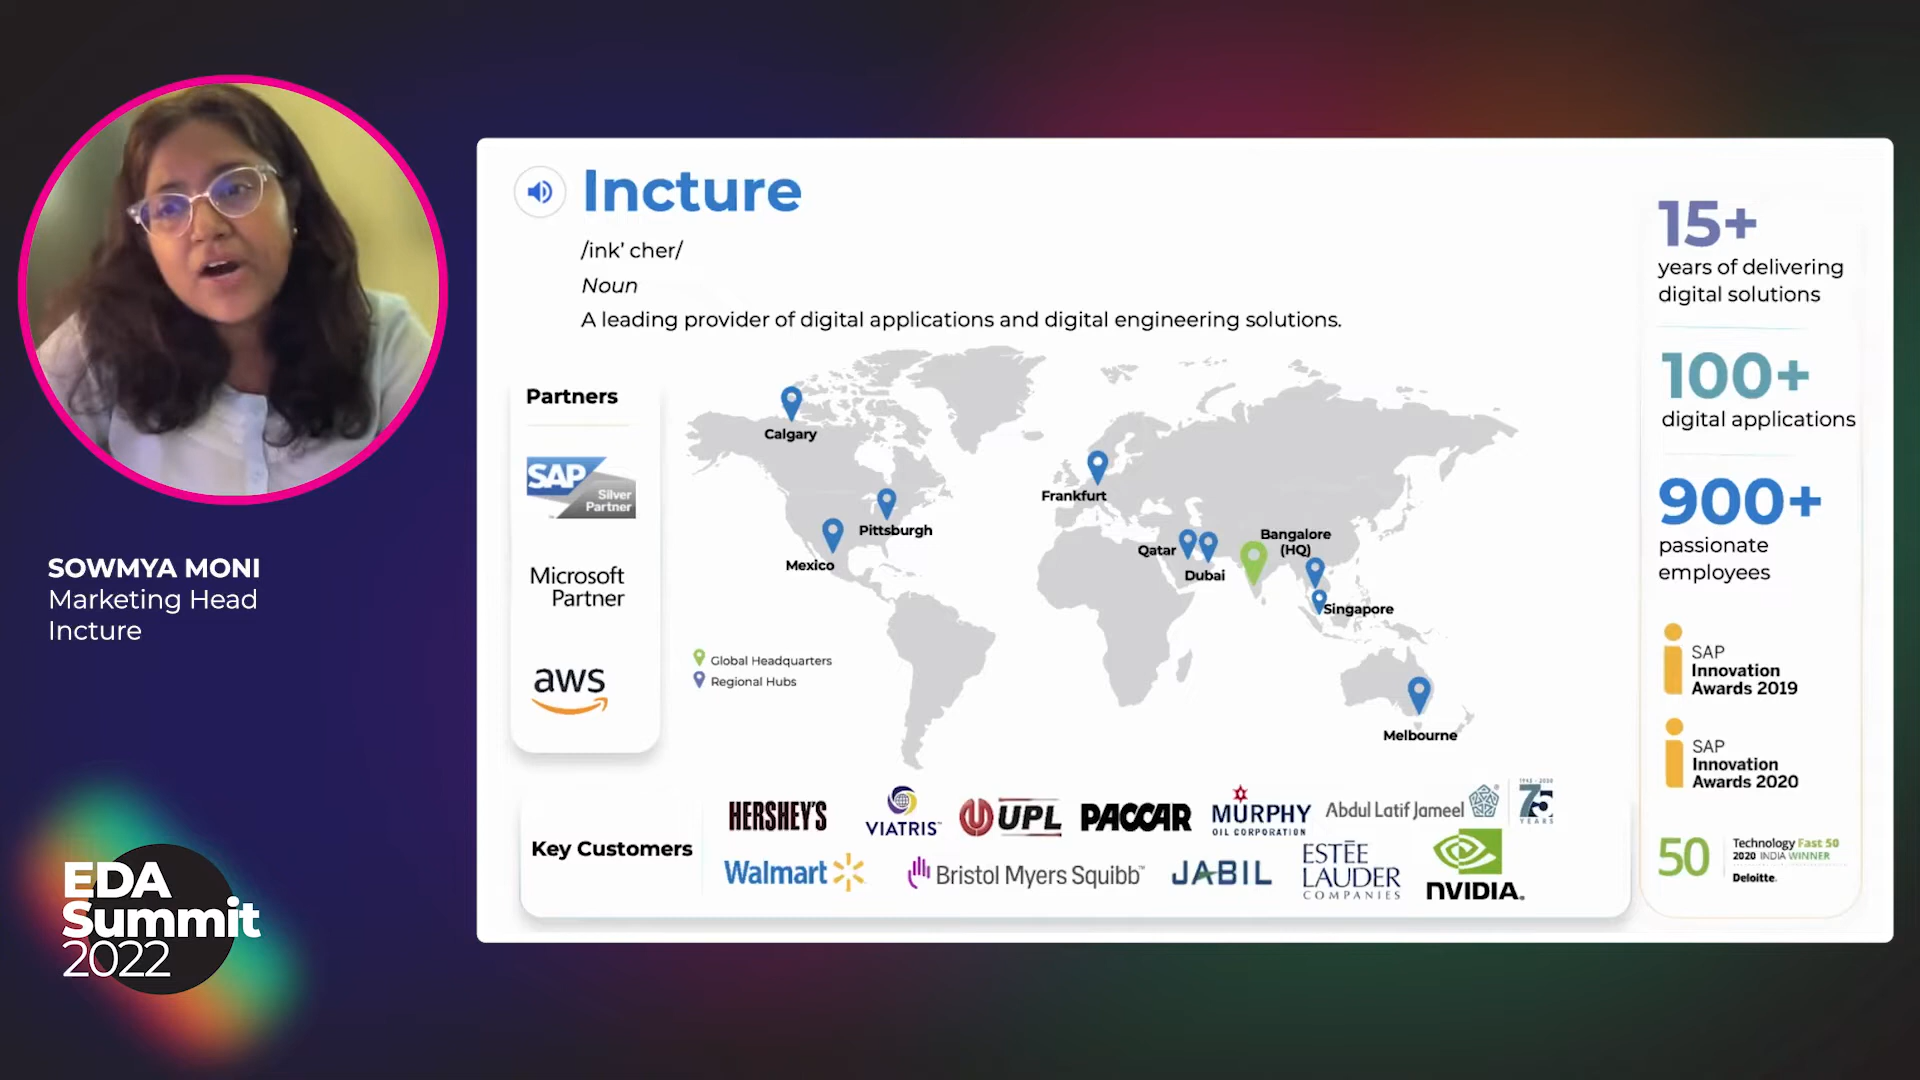 SOWMYA MONI
Marketing Head
Incture
EDA
Summit
2022
Incture
/ink' cher/
Noun
A leading provider of digital applications and digital engineering solutions.
Partners
SAP
Silver
Partner
Microsoft
Partner
aws
Calgary
Pittsburgh
Mexico
Frankfurt
Qatar
Dubai
Bangalore
(HQ)
Singapore
Melbourne
Global Headquarters
Regional Hubs
Key Customers
HERSHEY'S
VIATRIS™
UPL
PACCAR
MURPHY
OIL CORPORATION
Abdul Latif Jameel
75
YEARS
Walmart
Bristol Myers Squibb™
JABIL
ESTĒE
LAUDER
COMPANIES
NVIDIA.
15+
years of delivering
digital solutions
100+
digital applications
900+
passionate
employees
SAP
Innovation
Awards 2019
SAP
Innovation
Awards 2020
50
Technology Fast 50
2020 INDIA WINNER
Deloitte.